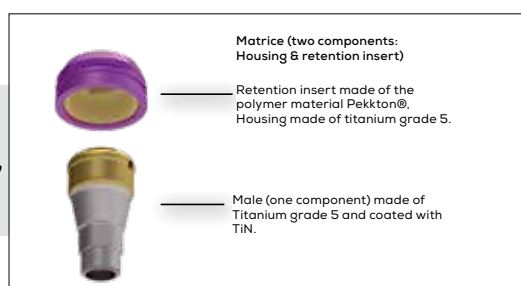 Matrice (two components:
Housing & retention insert)
Retention insert made of the
polymer material Pekkton®,
Housing made of titanium grade 5.
Male (one component) made of
Titanium grade 5 and coated with
TiN.